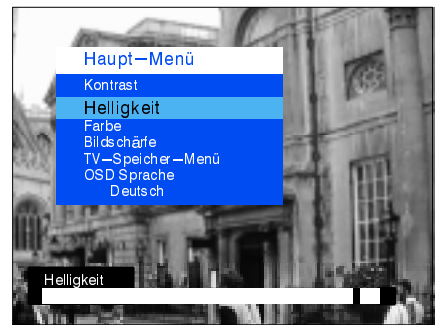 Haupt–Menü
Kontrast
Helligkeit
Farbe
Bildschärfe
TV–Speicher–Menü
OSD Sprache
Deutsch
Helligkeit